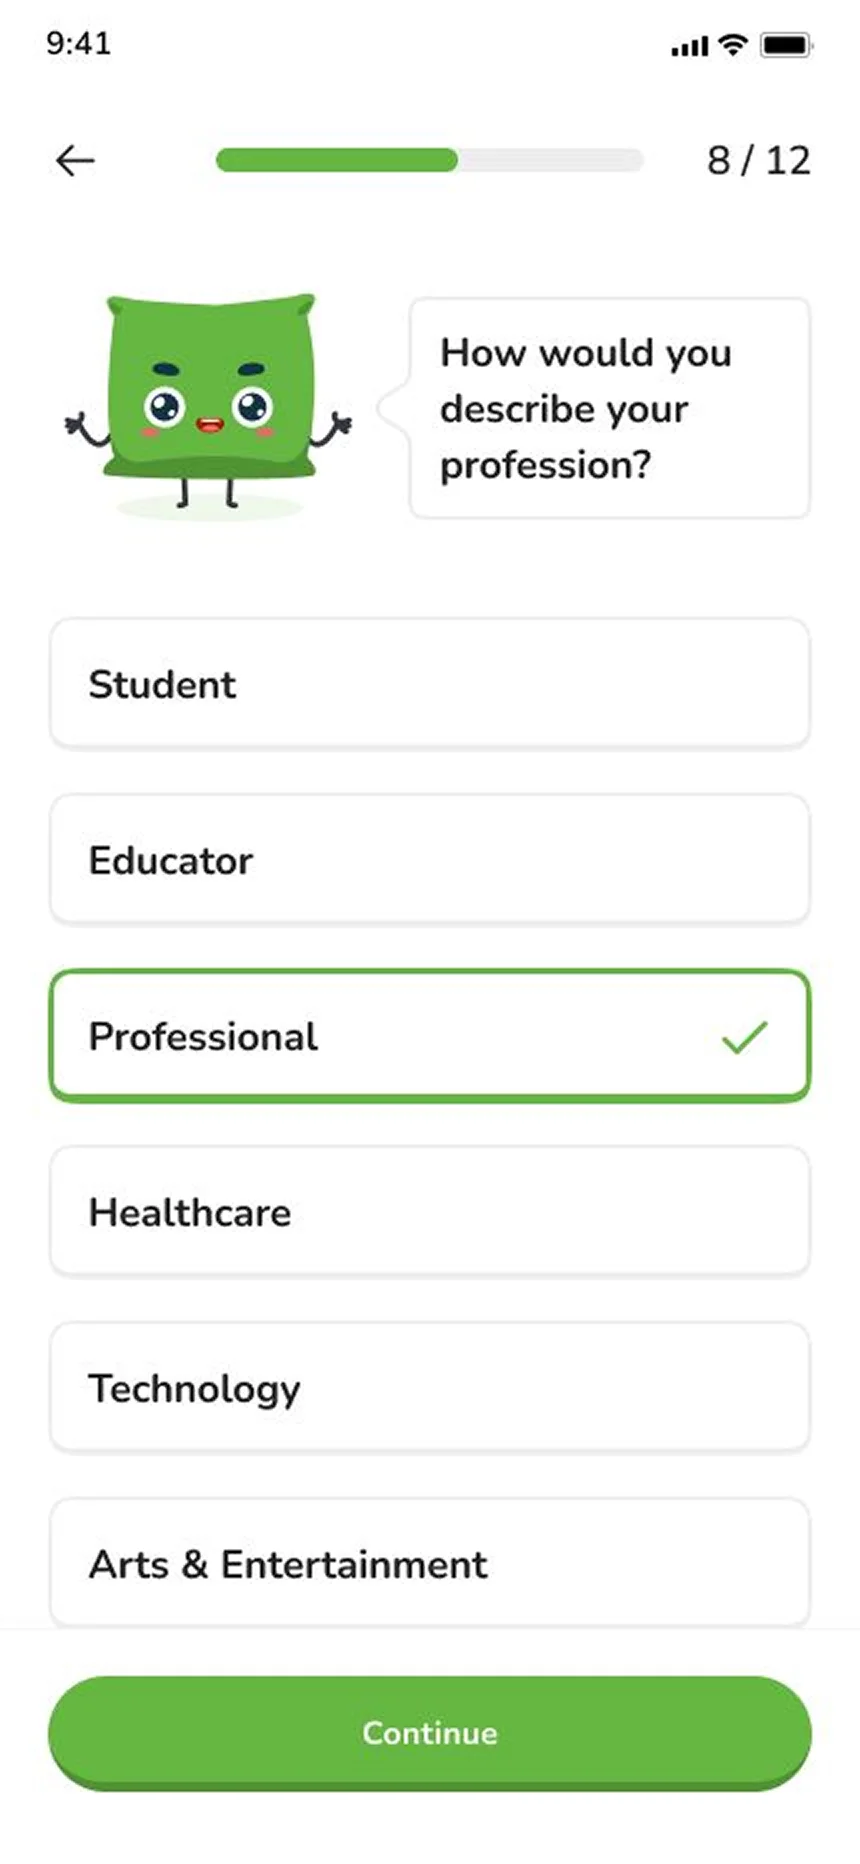 9:41
8 / 12
How would you
describe your
profession?
Student
Educator
Professional
Healthcare
Technology
Arts & Entertainment
Continue